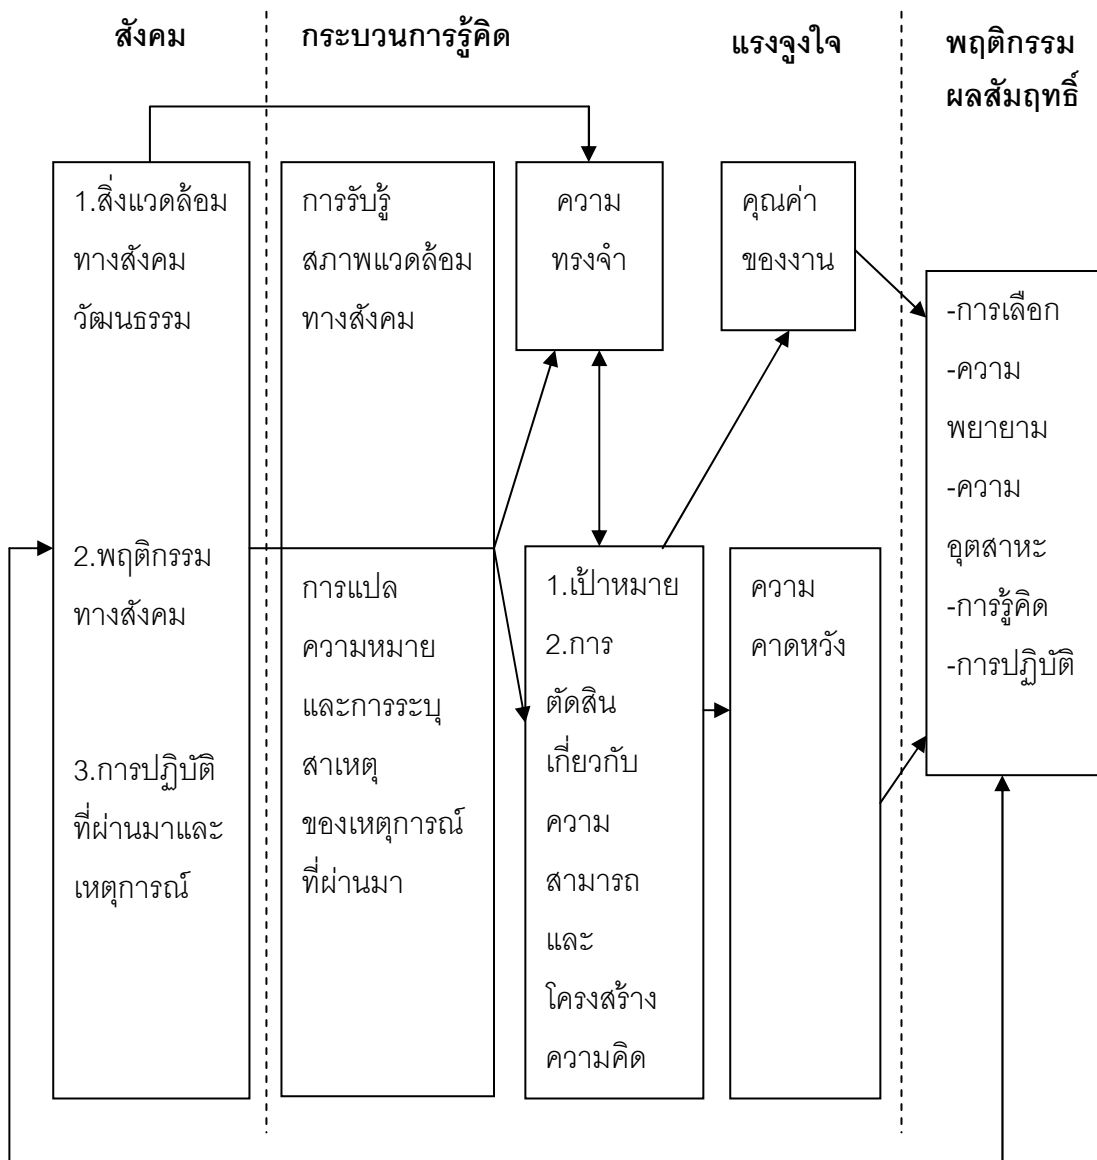 สังคม
กระบวนการรู้คิด
แรงจูงใจ
พฤติกรรม
ผลสัมฤทธิ์
1.สิ่งแวดล้อม
ทางสังคม
วัฒนธรรม
2.พฤติกรรม
ทางสังคม
3.การปฏิบัติ
ที่ผ่านมาและ
เหตุการณ์
การรับรู้
สภาพแวดล้อม
ทางสังคม
การแปล
ความหมาย
และการระบุ
สาเหตุ
ของเหตุการณ์
ที่ผ่านมา
ความ
ทรงจำ
1.เป้าหมาย
2.การ
ตัดสิน
เกี่ยวกับ
ความ
สามารถ
และ
โครงสร้าง
ความคิด
คุณค่า
ของงาน
ความ
คาดหวัง
-การเลือก
-ความ
พยายาม
-ความ
อุตสาหะ
-การรู้คิด
-การปฏิบัติ